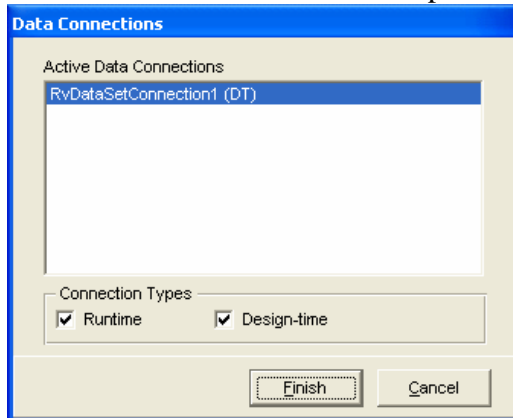 Data Connections
Active Data Connections
RvDataSetConnection1 (DT)
Connection Types
Runtime Design-time
Finish Cancel